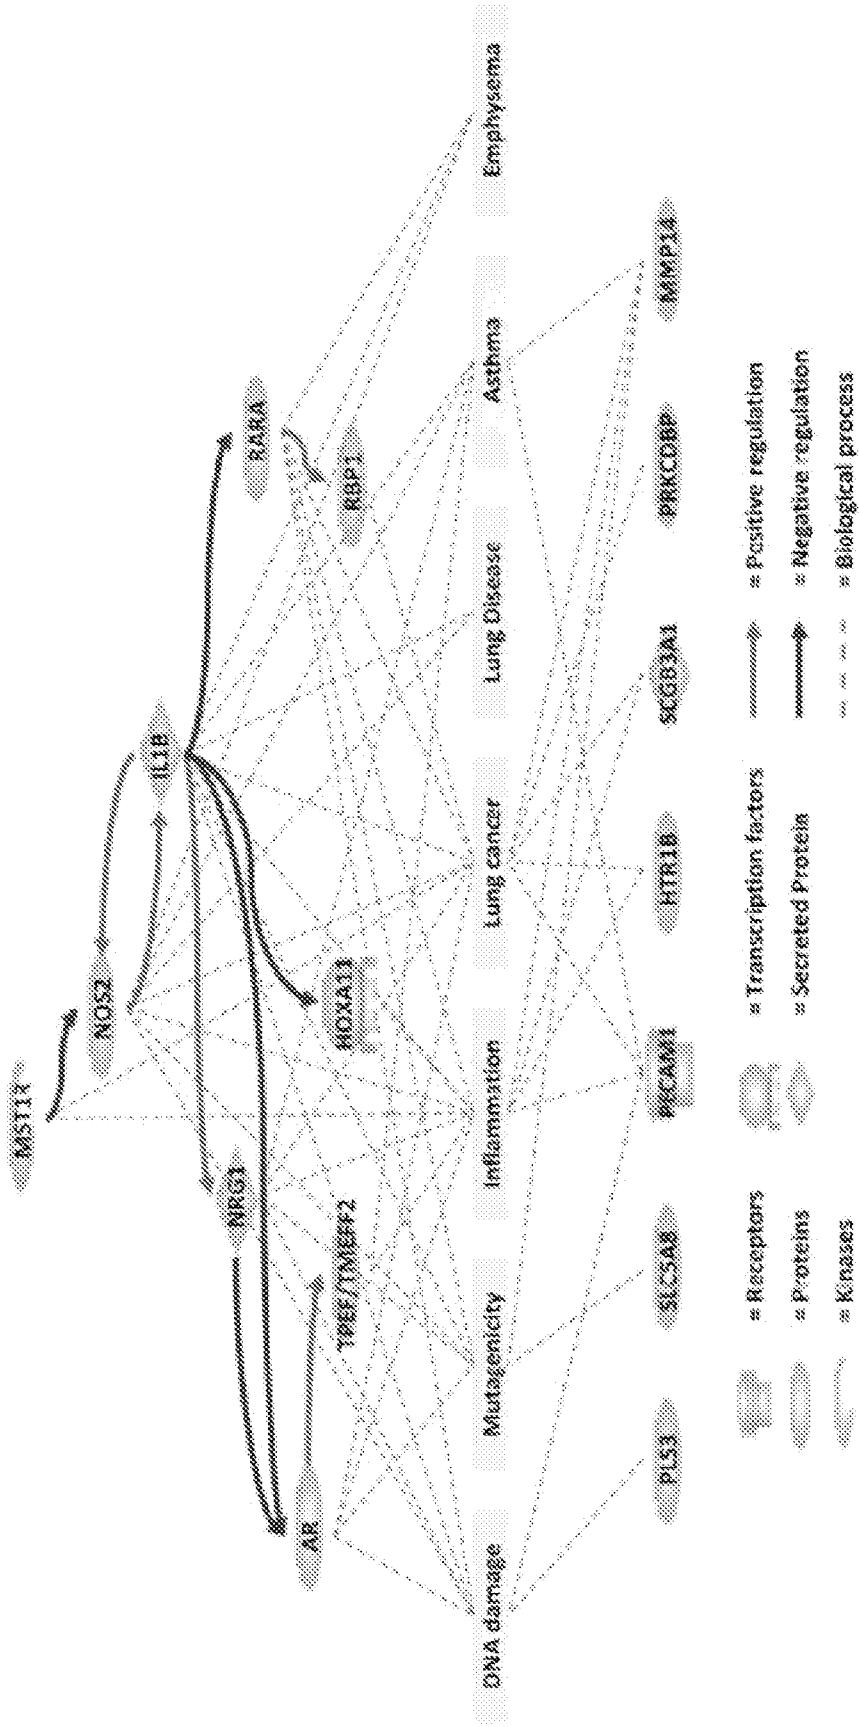 MST1R
NOS2
IL1B
NRG1
RARA
AR
TPEF/TMEFF2
HOXA11
RBP1
DNA damage
Mutagenicity
Inflammation
Lung cancer
Lung Disease
Asthma
Emphysema
PLS3
SLC5A8
PECAM1
HTR1B
SCGB3A1
PRKCDBP
MMP14
= Receptors
= Transcription factors
= Positive regulation
= Proteins
= Secreted Protein
= Negative regulation
= Kinases
= Biological process